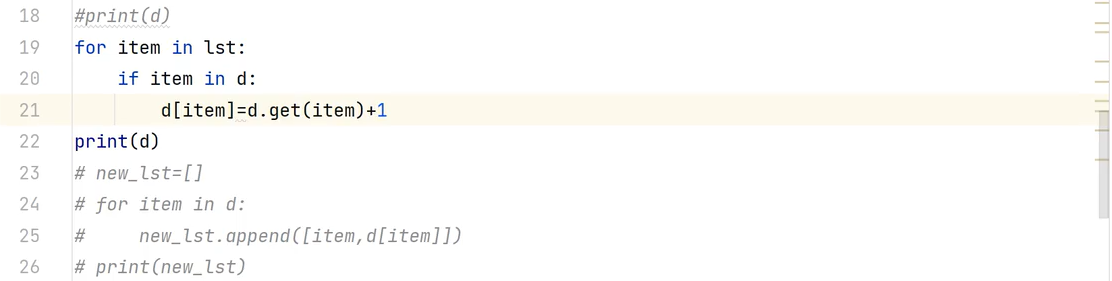 18 #print(d)
19 for item in lst:
20     if item in d:
21         d[item]=d.get(item)+1
22 print(d)
23 # new_lst=[]
24 # for item in d:
25 #     new_lst.append([item,d[item]])
26 # print(new_lst)